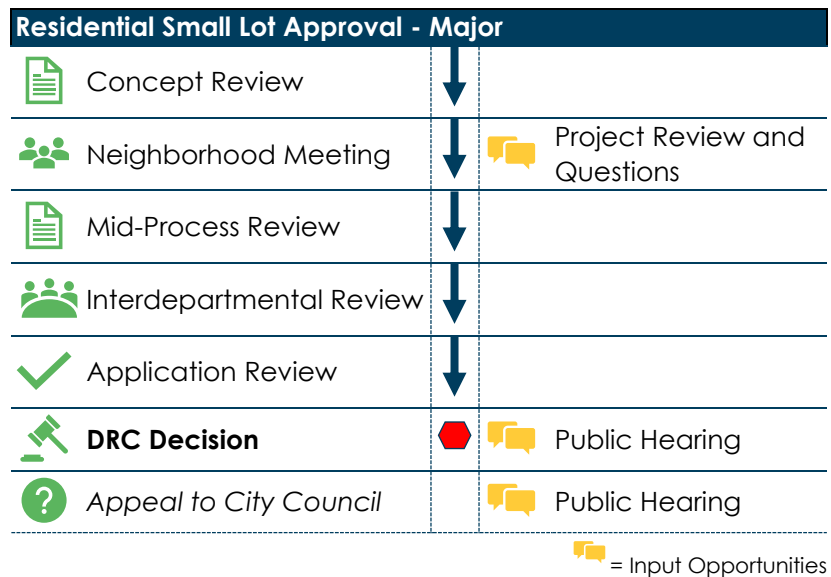 Residential Small Lot Approval - Major
Concept Review
Neighborhood Meeting
Project Review and
Questions
Mid-Process Review
Interdepartmental Review
Application Review
DRC Decision
Public Hearing
?
Appeal to City Council
Public Hearing
= Input Opportunities